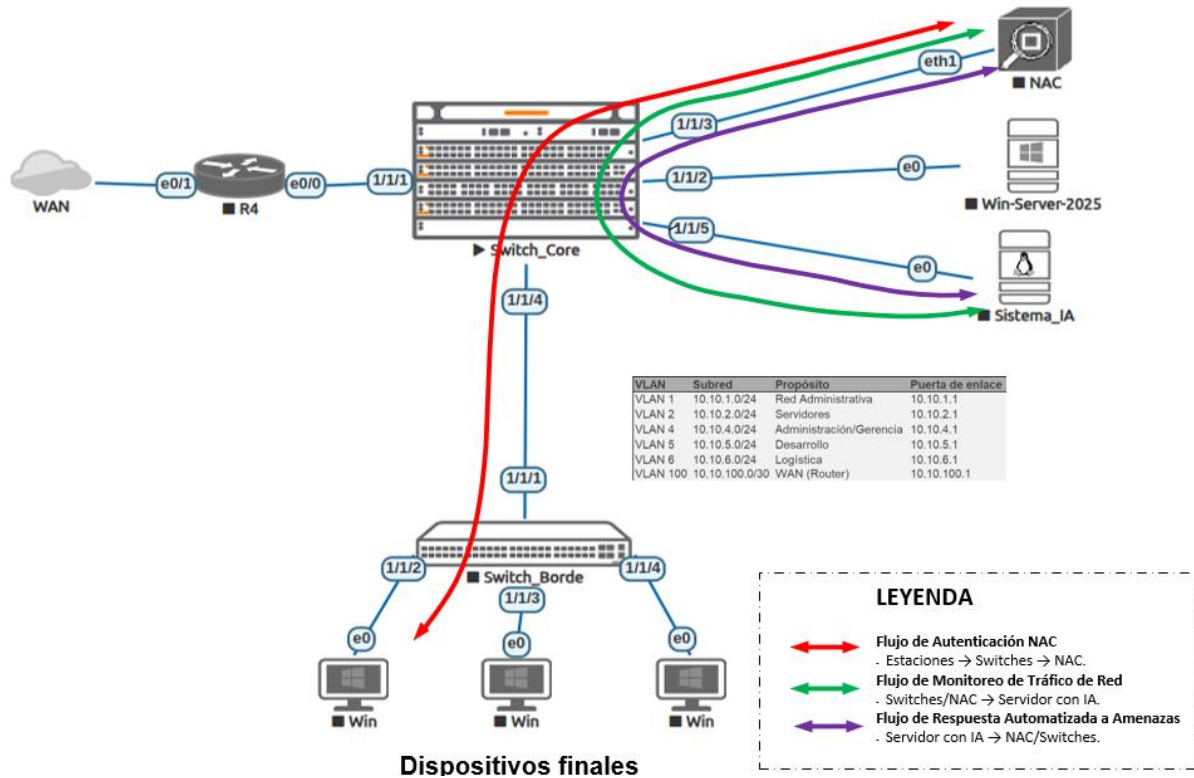 eth1
NAC
1/1/3
WAN
e0/1
R4
e0/0
1/1/1
1/1/2
e0
Win-Server-2025
Switch_Core
1/1/5
e0
Sistema_IA
1/1/4
VLAN Subred Propósito Puerta de enlace
VLAN 1 10.10.1.0/24 Red Administrativa 10.10.1.1
VLAN 2 10.10.2.0/24 Servidores 10.10.2.1
VLAN 4 10.10.4.0/24 Administración/Gerencia 10.10.4.1
VLAN 5 10.10.5.0/24 Desarrollo 10.10.5.1
VLAN 6 10.10.6.0/24 Logística 10.10.6.1
VLAN 100 10.10.100.0/30 WAN (Router) 10.10.100.1
1/1/1
1/1/2
Switch_Borde
1/1/4
1/1/3
e0
e0
e0
Win
Win
Win
Dispositivos finales
LEYENDA
Flujo de Autenticación NAC
- Estaciones → Switches → NAC.
Flujo de Monitoreo de Tráfico de Red
- Switches/NAC → Servidor con IA.
Flujo de Respuesta Automatizada a Amenazas
- Servidor con IA → NAC/Switches.